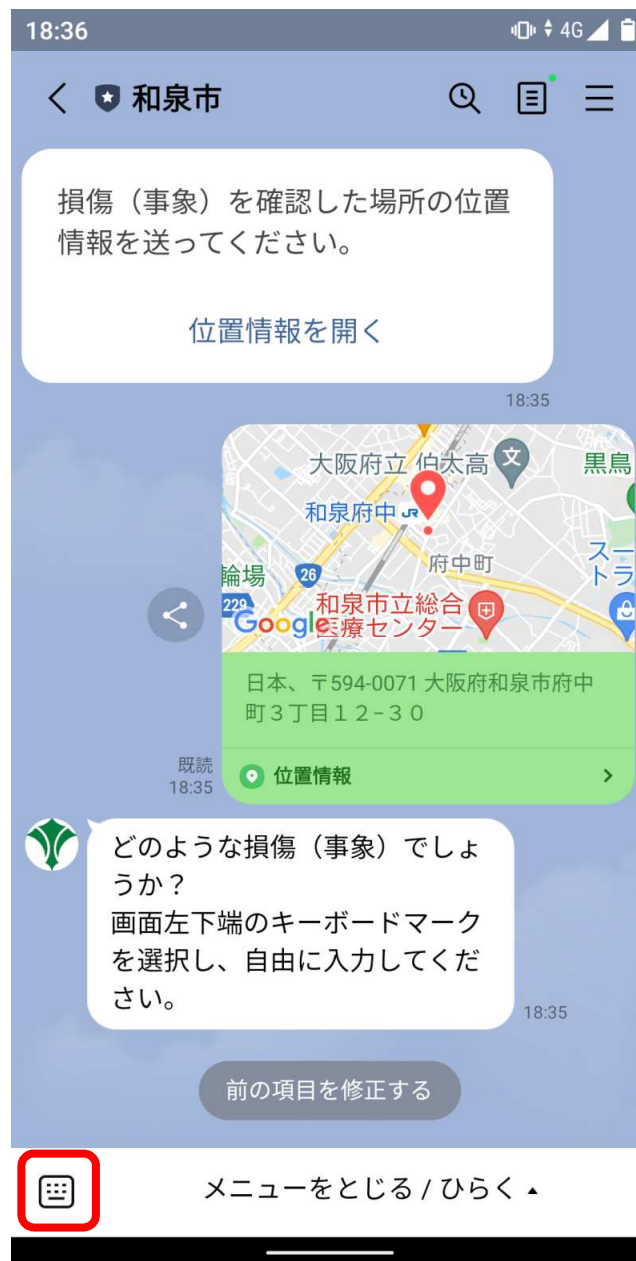 18:36
4G
和泉市
損傷（事象）を確認した場所の位置
情報を送ってください。
位置情報を開く
18:35
大阪府立 伯太高
黒鳥
和泉府中 JR
府中町
スー
トラ
輪場
26
229
和泉市立総合
医療センター
Google
日本、〒594-0071 大阪府和泉市府中
町３丁目１２−３０
既読
18:35
位置情報
どのような損傷（事象）でしょ
うか？
画面左下端のキーボードマーク
を選択し、自由に入力してくだ
さい。
18:35
前の項目を修正する
メニューをとじる / ひらく